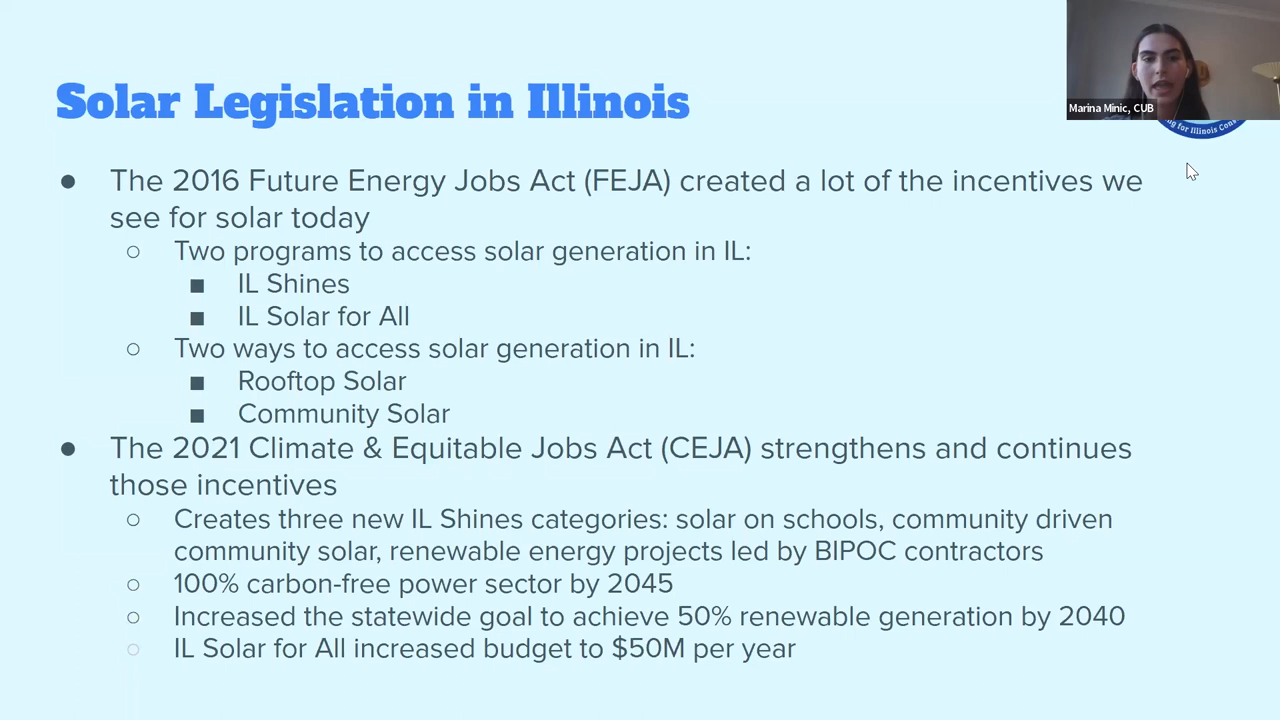 Solar Legislation in Illinois
Marina Minic, CUB
ng for Illinois Cons
● The 2016 Future Energy Jobs Act (FEJA) created a lot of the incentives we
see for solar today
○ Two programs to access solar generation in IL:
■ IL Shines
■ IL Solar for All
○ Two ways to access solar generation in IL:
■ Rooftop Solar
■ Community Solar
● The 2021 Climate & Equitable Jobs Act (CEJA) strengthens and continues
those incentives
○ Creates three new IL Shines categories: solar on schools, community driven
community solar, renewable energy projects led by BIPOC contractors
○ 100% carbon-free power sector by 2045
○ Increased the statewide goal to achieve 50% renewable generation by 2040
○ IL Solar for All increased budget to $50M per year